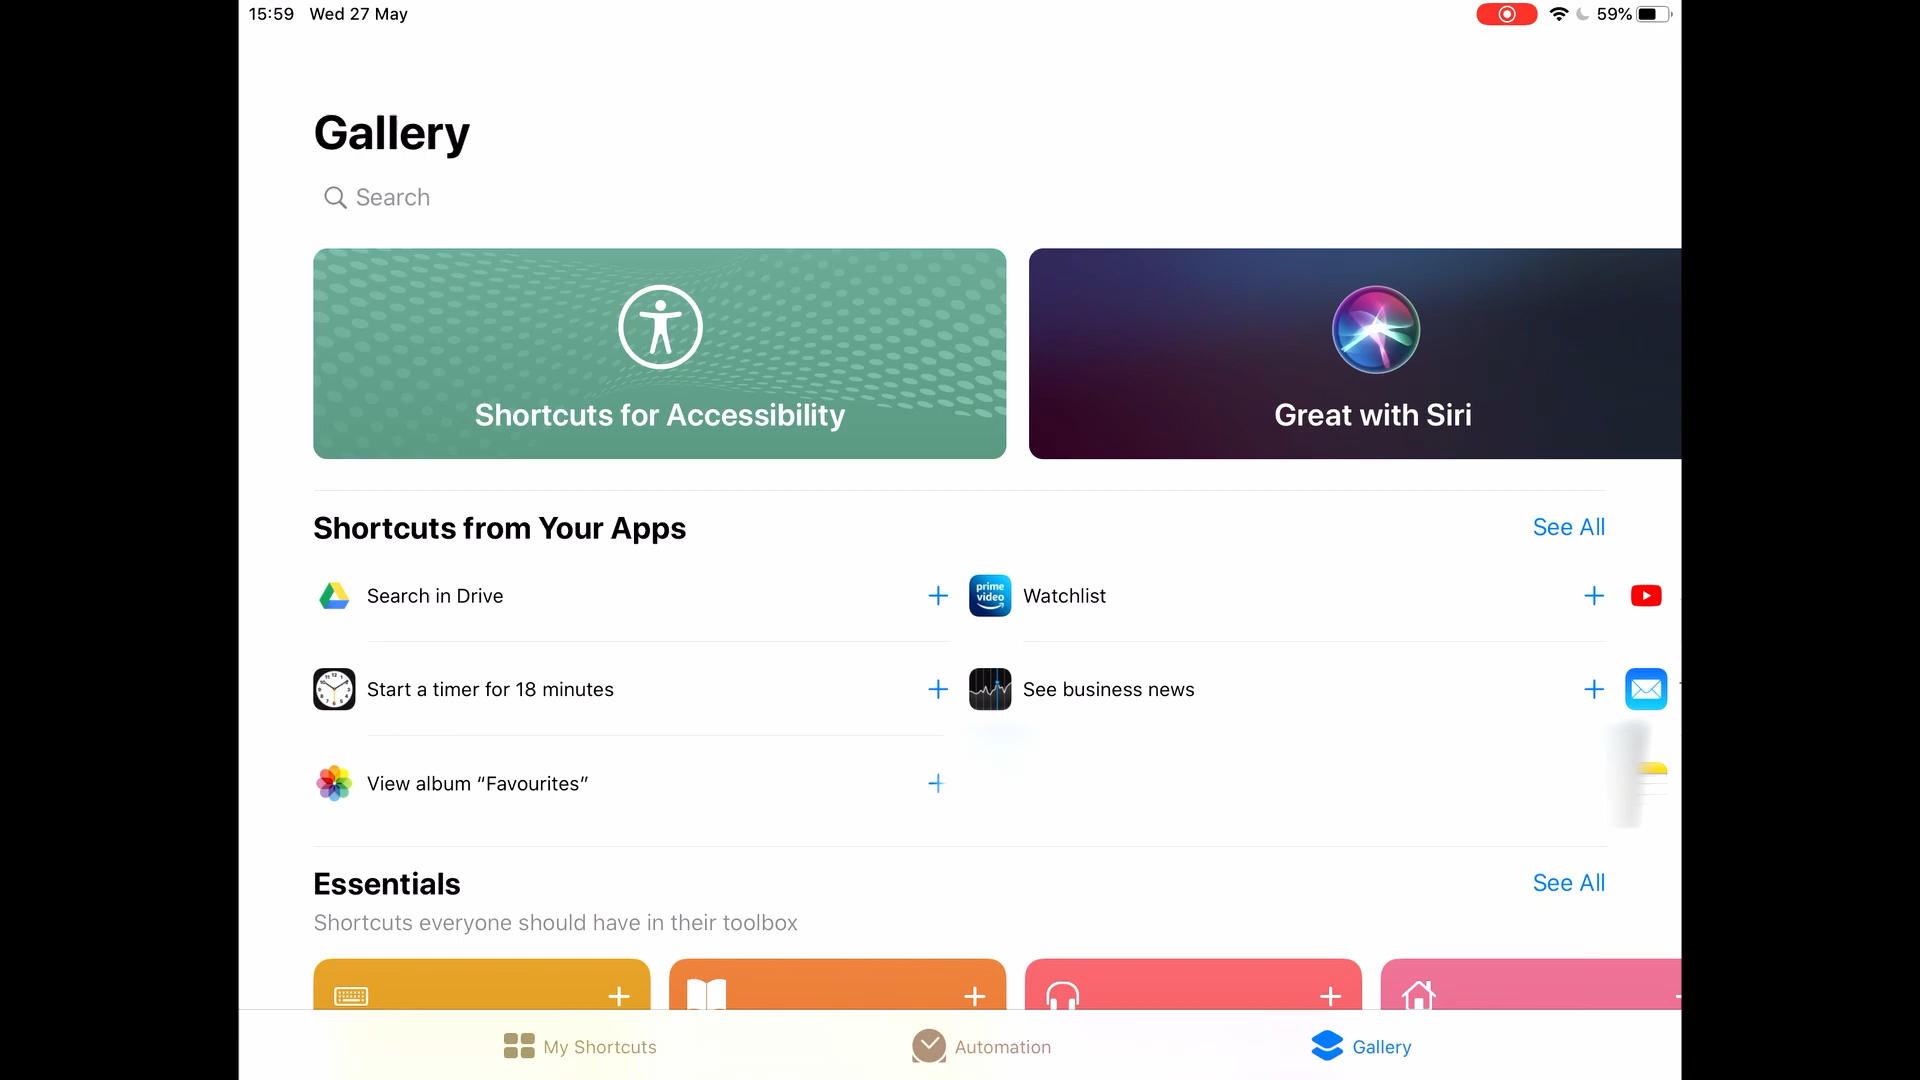 15:59 Wed 27 May
59%
Gallery
Search
Shortcuts for Accessibility
Great with Siri
Shortcuts from Your Apps
See All
Search in Drive
prime video
Watchlist
Start a timer for 18 minutes
See business news
View album “Favourites”
Essentials
See All
Shortcuts everyone should have in their toolbox
My Shortcuts
Automation
Gallery